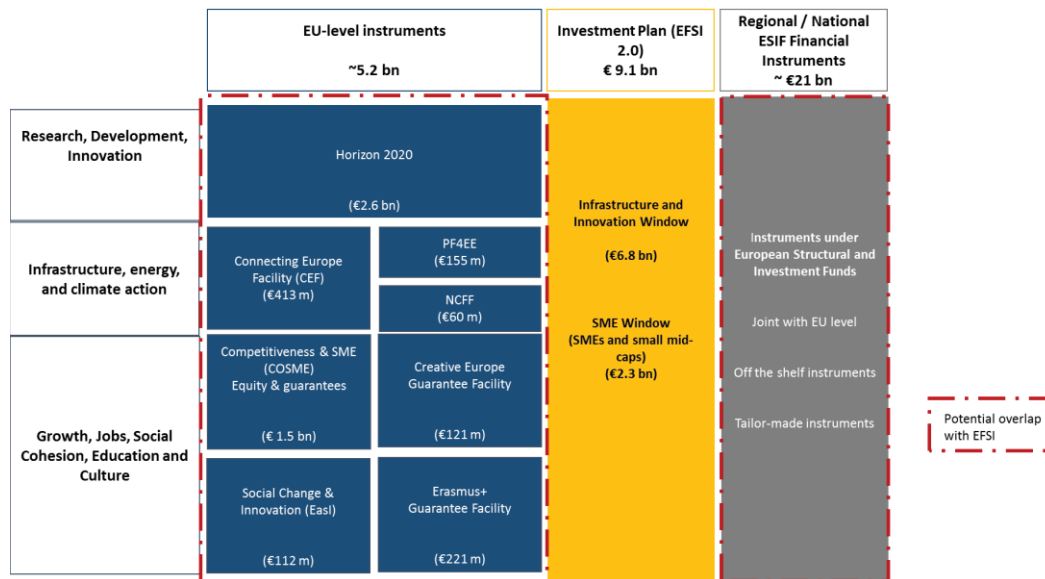 EU-level instruments
~5.2 bn
Investment Plan (EFSI
2.0)
€ 9.1 bn
Regional / National
ESIF Financial
Instruments
~ €21 bn
Research, Development,
Innovation
Horizon 2020
(€2.6 bn)
Infrastructure, energy,
and climate action
Connecting Europe
Facility (CEF)
(€413 m)
PF4EE
(€155 m)
NCFF
(€60 m)
Growth, Jobs, Social
Cohesion, Education and
Culture
Competitiveness & SME
(COSME)
Equity & guarantees
(€ 1.5 bn)
Creative Europe
Guarantee Facility
(€121 m)
Social Change &
Innovation (EasI)
(€112 m)
Erasmus+
Guarantee Facility
(€221 m)
Infrastructure and
Innovation Window
(€6.8 bn)
SME Window
(SMEs and small mid-
caps)
(€2.3 bn)
Instruments under
European Structural and
Investment Funds
Joint with EU level
Off the shelf instruments
Tailor-made instruments
Potential overlap
with EFSI